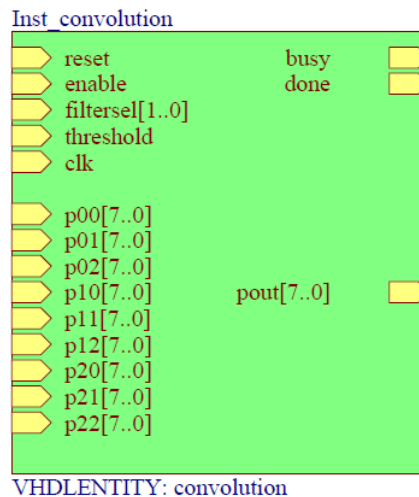 Inst_convolution
reset busy
enable done
filtersel[1..0]
threshold
clk
p00[7..0]
p01[7..0]
p02[7..0]
p10[7..0] pout[7..0]
p11[7..0]
p12[7..0]
p20[7..0]
p21[7..0]
p22[7..0]
VHDLENTITY: convolution